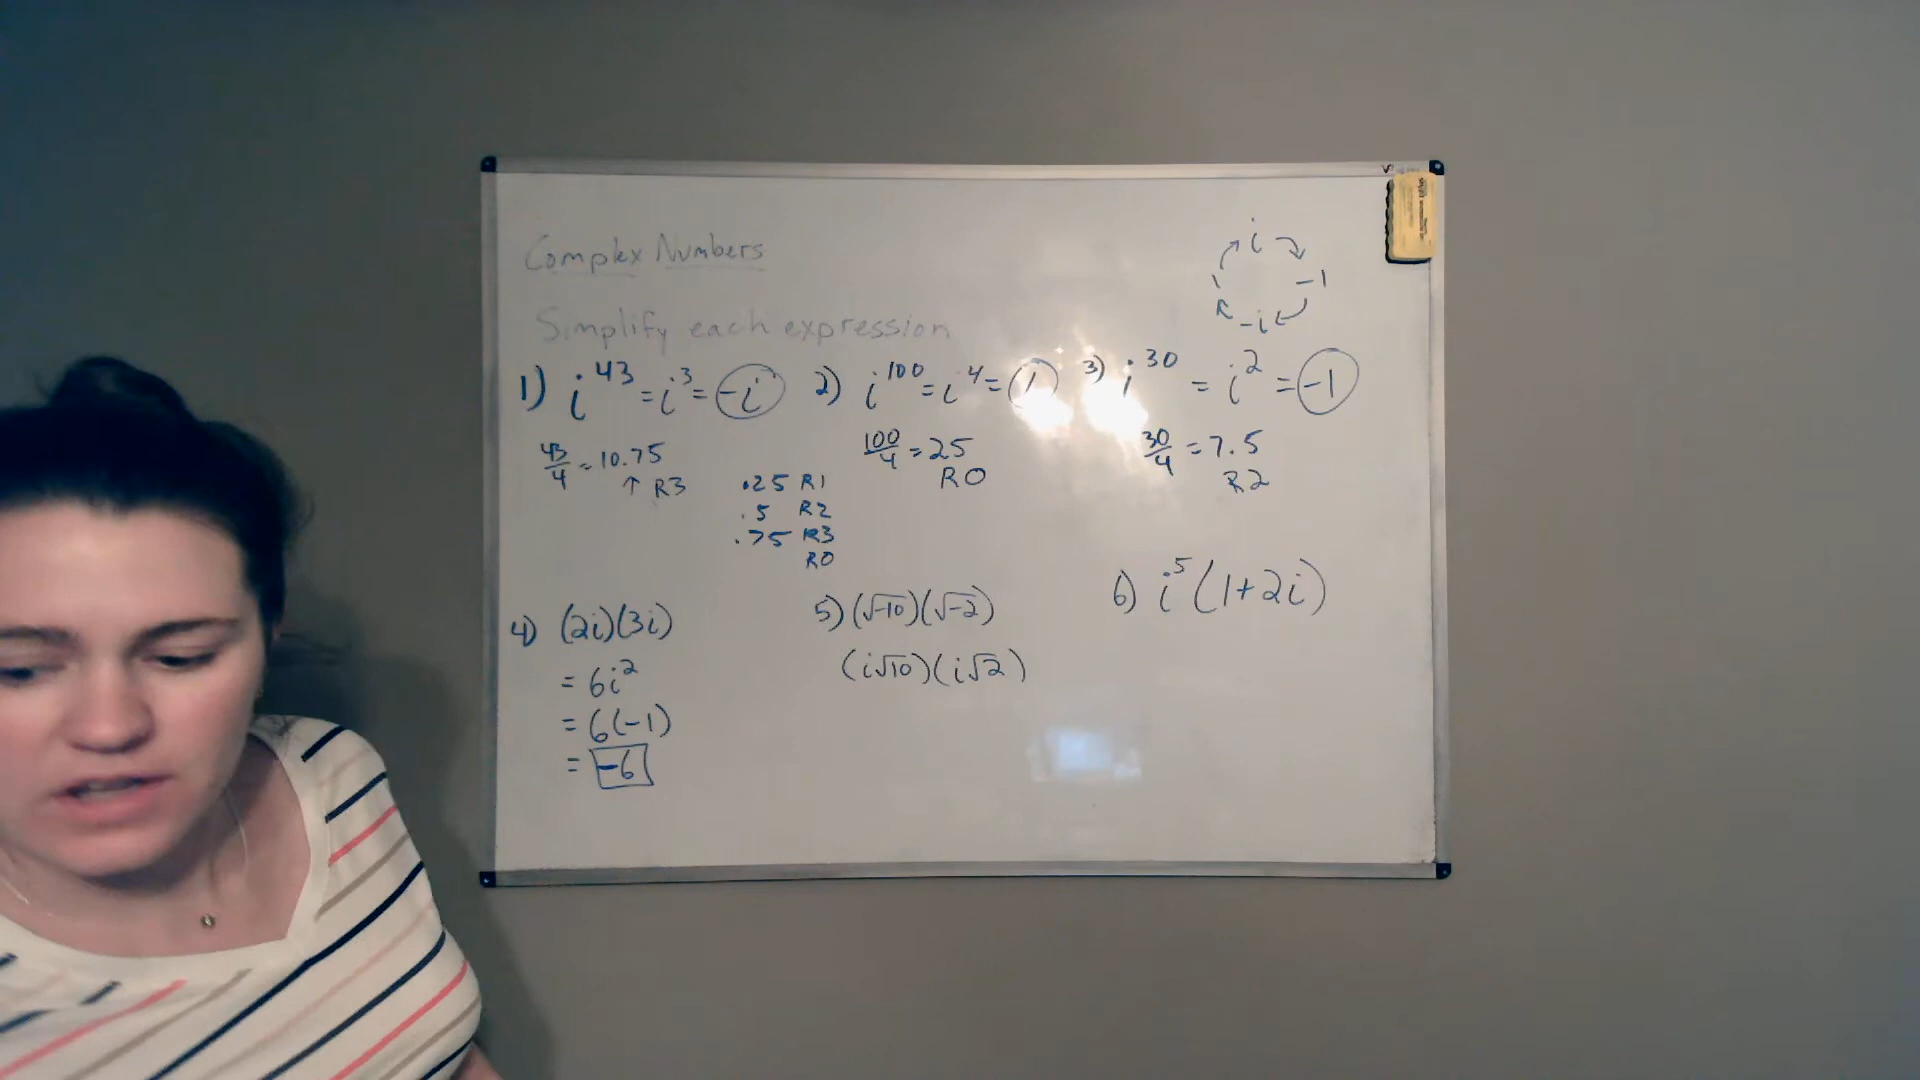 Complex Numbers
i
1 -1
-i
Simplify each expression
1) i^43 = i^3 = -i 2) i^100 = i^4 = 1 3) i^30 = i^2 = -1
43/4 = 10.75 100/4 = 25 30/4 = 7.5
↑ R3 R0 R2
.25 R1
.5 R2
.75 R3
R0
4) (2i)(3i) 5) (√-10)(√-2) 6) i^5(1+2i)
= 6i^2 (i√10)(i√2)
= 6(-1)
= -6